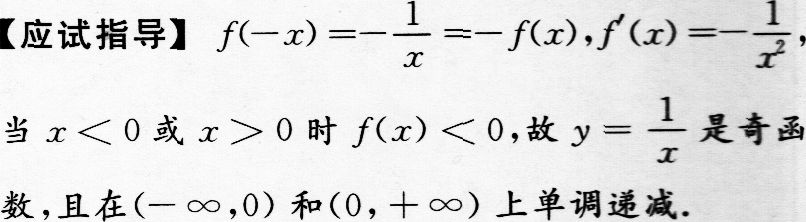 【应试指导】 f(−x) = −1/x = −f(x), f′(x) = −1/x²,
当 x < 0 或 x > 0 时 f(x) < 0,故 y = 1/x 是奇函
数,且在(−∞,0) 和(0,+∞) 上单调递减.